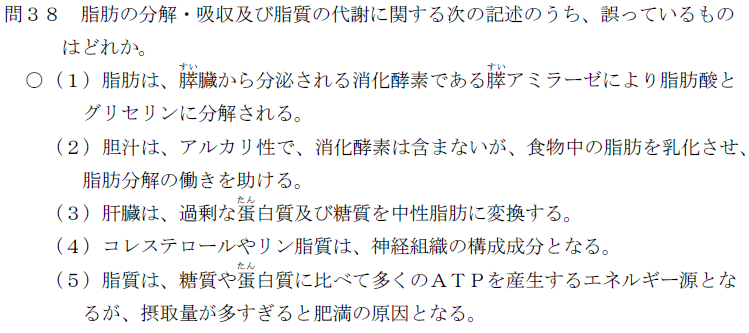 問３８　脂肪の分解・吸収及び脂質の代謝に関する次の記述のうち、誤っているもの
はどれか。
○（１）脂肪は、膵臓から分泌される消化酵素である膵アミラーゼにより脂肪酸と
グリセリンに分解される。
（２）胆汁は、アルカリ性で、消化酵素は含まないが、食物中の脂肪を乳化させ、
脂肪分解の働きを助ける。
（３）肝臓は、過剰な蛋白質及び糖質を中性脂肪に変換する。
（４）コレステロールやリン脂質は、神経組織の構成成分となる。
（５）脂質は、糖質や蛋白質に比べて多くのＡＴＰを産生するエネルギー源とな
るが、摂取量が多すぎると肥満の原因となる。